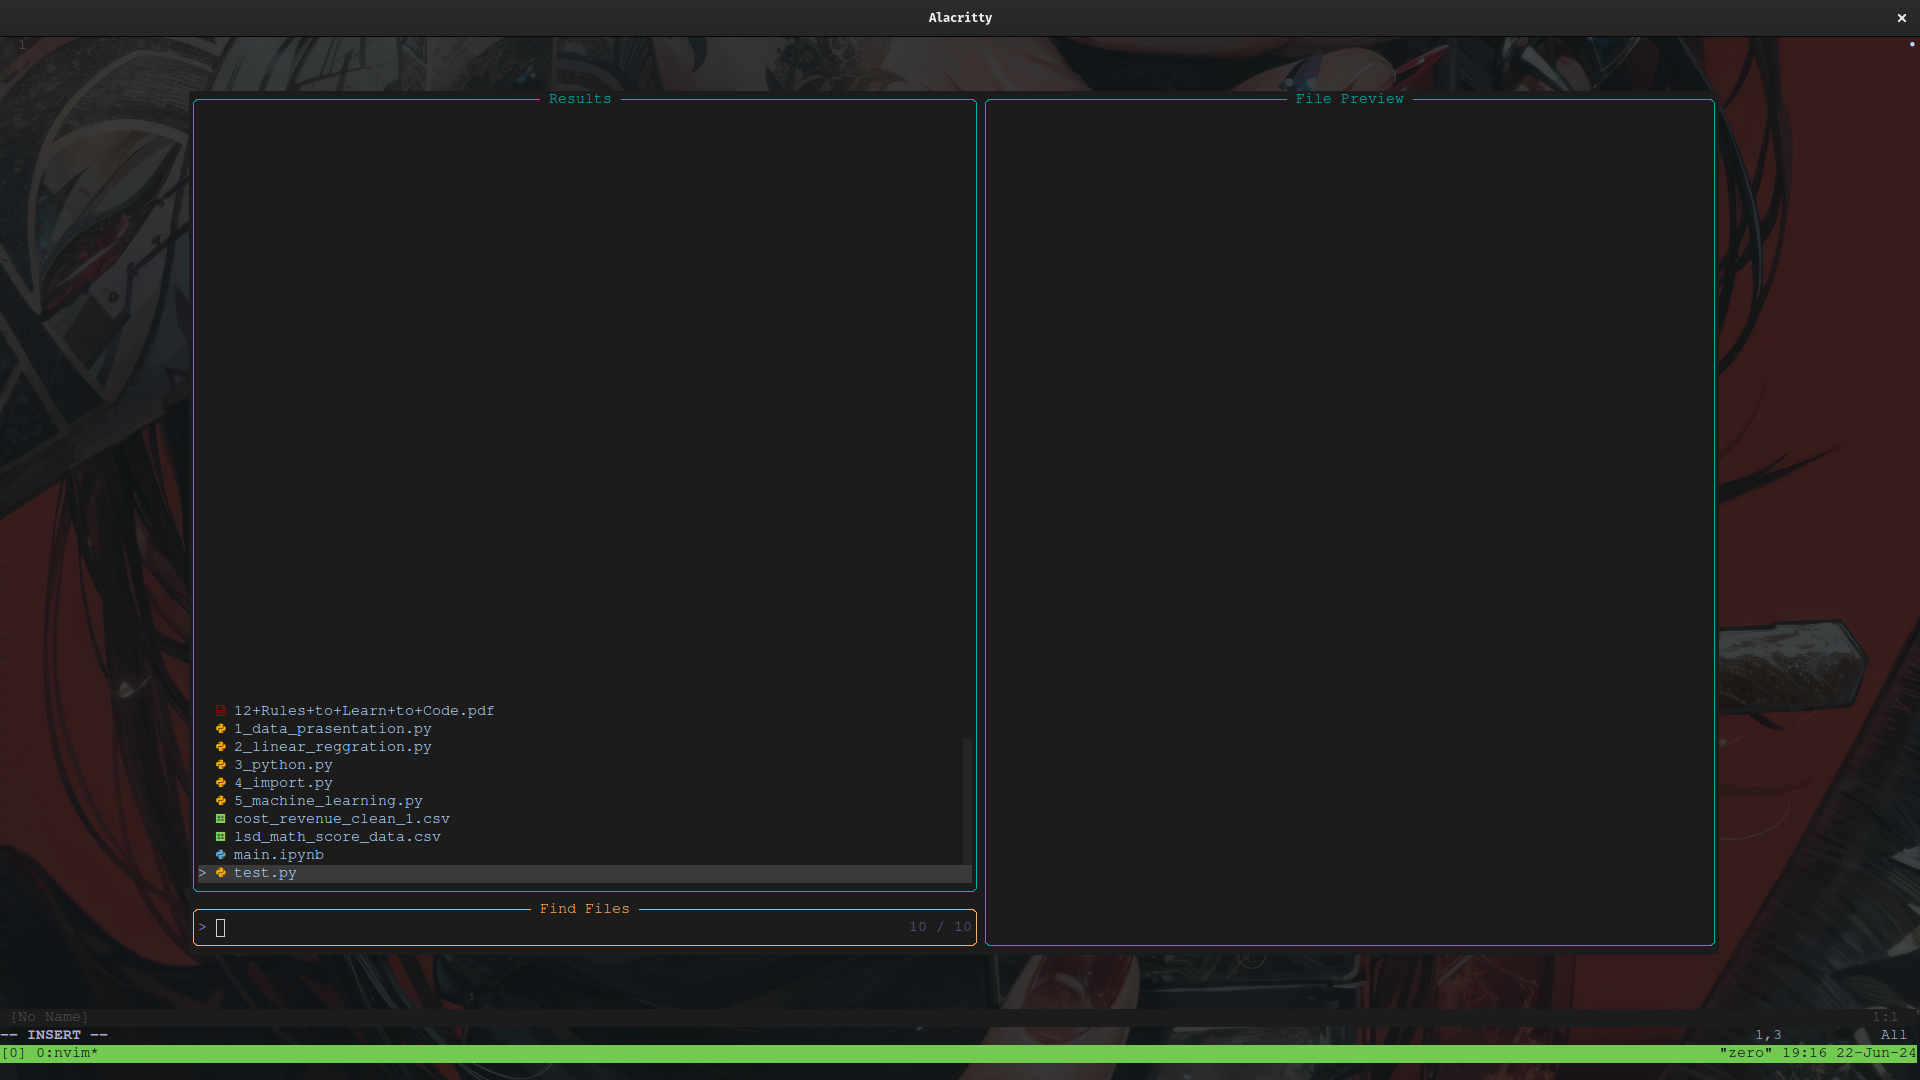 Alacritty
1
Results
File Preview
12+Rules+to+Learn+to+Code.pdf
1_data_prasentation.py
2_linear_reggration.py
3_python.py
4_import.py
5_machine_learning.py
cost_revenue_clean_1.csv
lsd_math_score_data.csv
main.ipynb
> test.py
Find Files
> 10 / 10
[No Name] 1:1
-- INSERT -- 1,3 All
[0] 0:nvim* "zero" 19:16 22-Jun-24